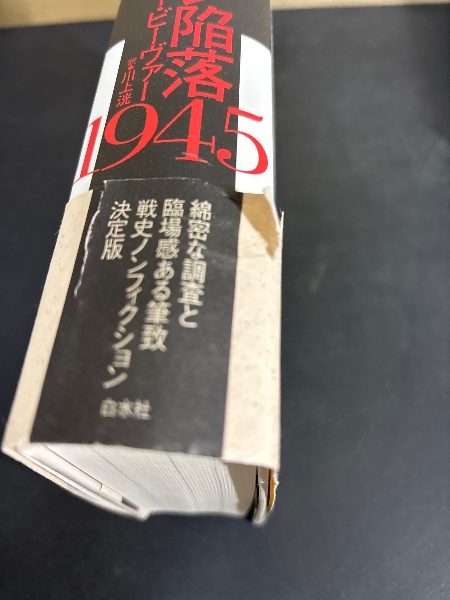 陥落
1945
・ビーヴァー
訳■川上洸
綿密な調査と
臨場感ある筆致
戦史ノンフィクション
決定版
白水社